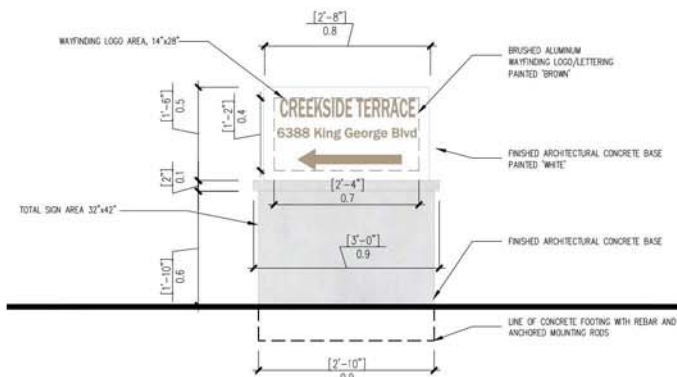 [2'-8"]
0.8
WAYFINDING LOGO AREA, 14"x28"
BRUSHED ALUMINUM
WAYFINDING LOGO/LETTERING
PAINTED 'BROWN'
[1'-6"]
0.5
[1'-2"]
0.4
CREEKSIDE TERRACE
6388 King George Blvd
FINISHED ARCHITECTURAL CONCRETE BASE
PAINTED 'WHITE'
[2"]
0.1
[2'-4"]
0.7
TOTAL SIGN AREA 32"x42"
[3'-0"]
0.9
FINISHED ARCHITECTURAL CONCRETE BASE
[1'-10"]
0.6
LINE OF CONCRETE FOOTING WITH REBAR AND
ANCHORED MOUNTING RODS
[2'-10"]